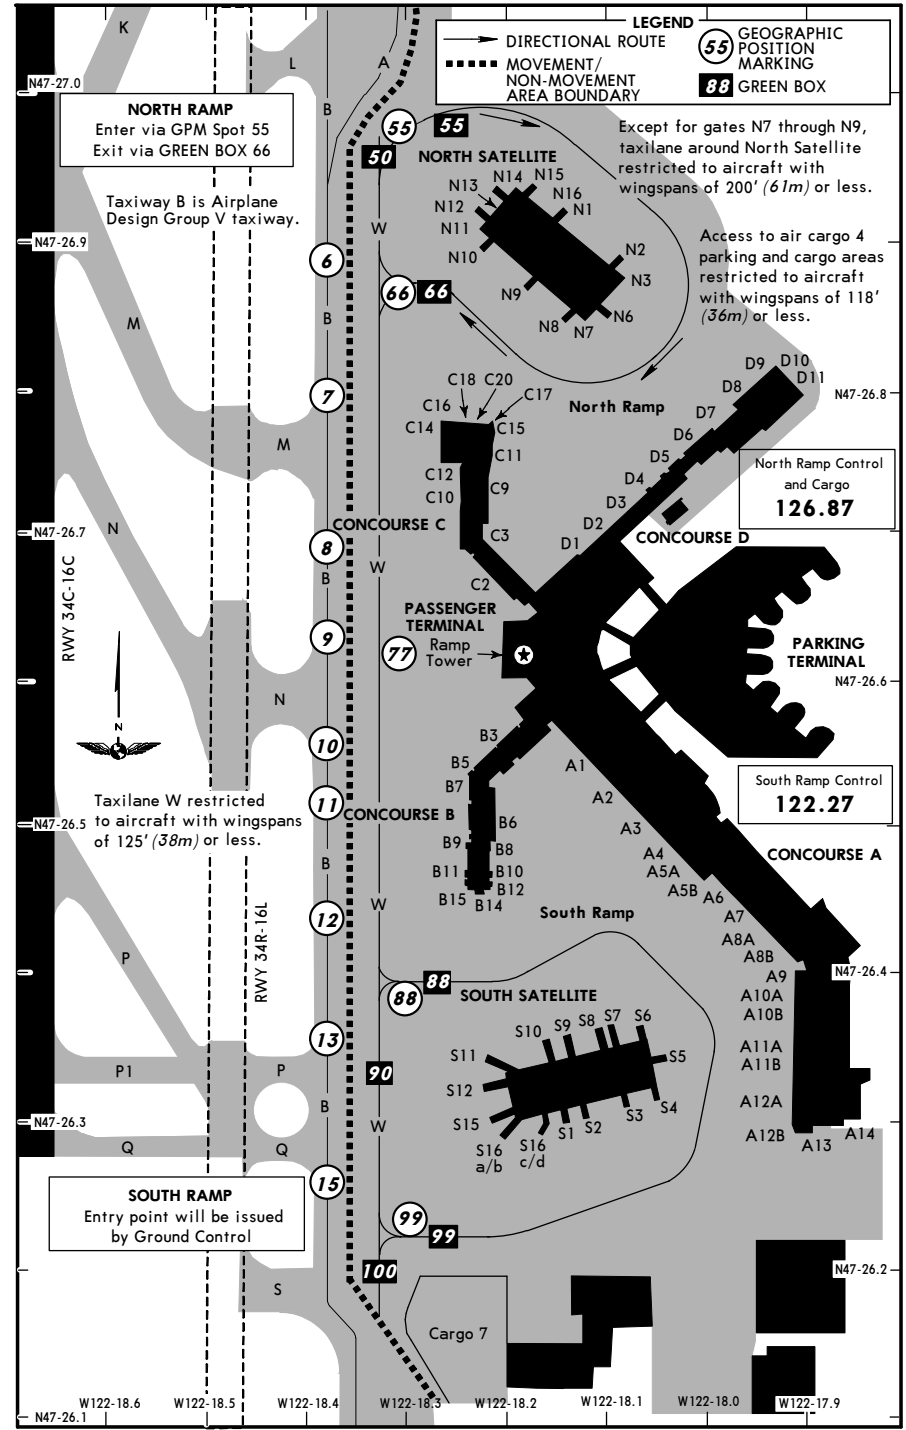 LEGEND
DIRECTIONAL ROUTE
MOVEMENT/
NON-MOVEMENT
AREA BOUNDARY
55 GEOGRAPHIC
POSITION
MARKING
88 GREEN BOX
K
L
A
B
N47-27.0
NORTH RAMP
Enter via GPM Spot 55
Exit via GREEN BOX 66
55
55
50
Except for gates N7 through N9,
taxilane around North Satellite
restricted to aircraft with
wingspans of 200' (61m) or less.
NORTH SATELLITE
N13
N14
N15
N12
N16
N11
N1
N10
N2
N3
N9
N8
N7
N6
Taxiway B is Airplane
Design Group V taxiway.
W
N47-26.9
6
Access to air cargo 4
parking and cargo areas
restricted to aircraft
with wingspans of 118'
(36m) or less.
66
66
B
M
7
C18
C20
C17
C16
C14
C15
C11
C12
C10
C9
C3
C2
North Ramp
D9
D10
D11
D8
D7
D6
D5
D4
D3
D2
D1
N47-26.8
M
North Ramp Control
and Cargo
126.87
N
N47-26.7
CONCOURSE C
CONCOURSE D
8
W
B
RWY 34C-16C
PASSENGER
TERMINAL
Ramp
Tower
9
77
PARKING
TERMINAL
N47-26.6
N
N
10
B3
B5
B7
A1
South Ramp Control
122.27
Taxilane W restricted
to aircraft with wingspans
of 125' (38m) or less.
11
CONCOURSE B
A2
B6
A3
N47-26.5
B9
B8
A4
CONCOURSE A
B
B11
B10
A5A
B12
A5B
B15
B14
A6
W
A7
South Ramp
12
A8A
A8B
RWY 34R-16L
P
A9
N47-26.4
88
88
SOUTH SATELLITE
A10A
A10B
S10
S9
S8
S7
S6
13
A11A
A11B
S11
S5
P1
P
90
S12
S4
S3
A12A
B
S15
S1
S2
W
N47-26.3
S16
a/b
S16
c/d
A12B
A13
A14
Q
Q
15
SOUTH RAMP
Entry point will be issued
by Ground Control
99
99
100
N47-26.2
S
Cargo 7
W122-18.6
W122-18.5
W122-18.4
W122-18.3
W122-18.2
W122-18.1
W122-18.0
W122-17.9
N47-26.1